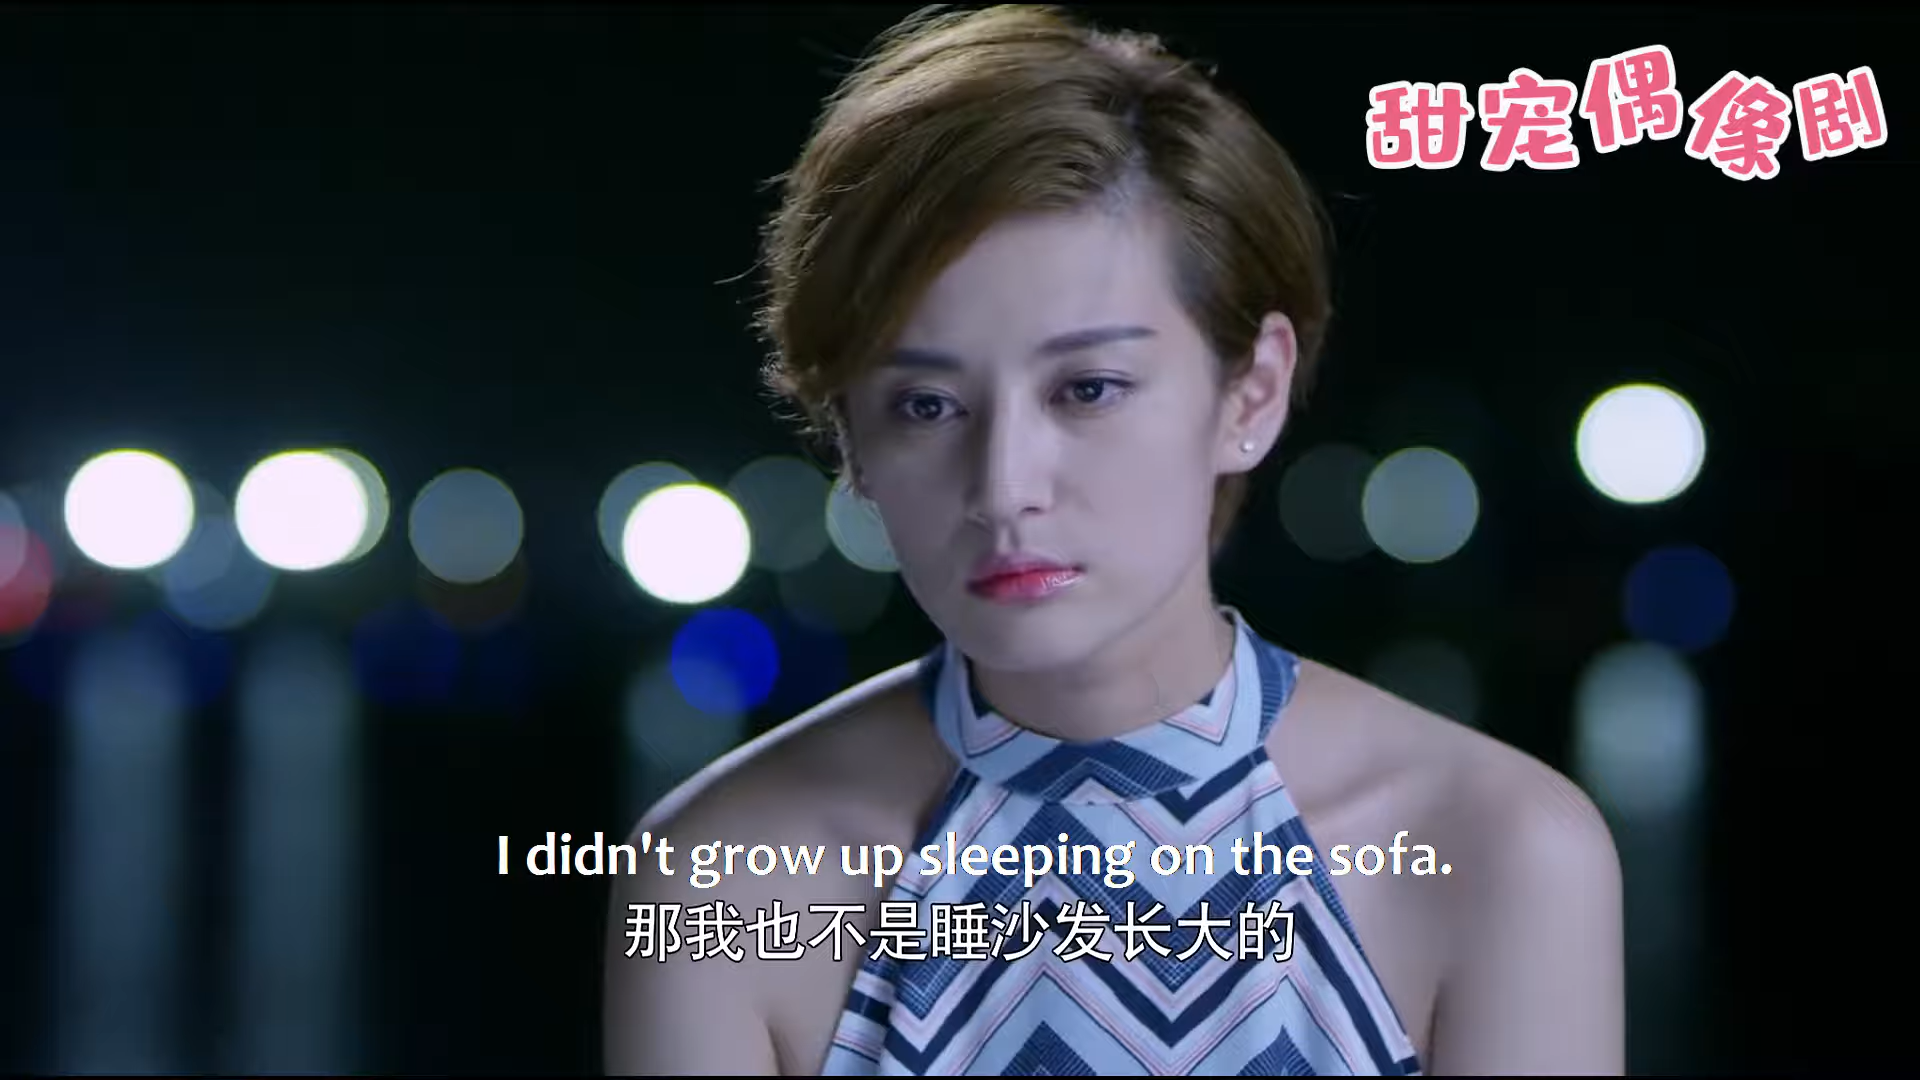 甜宠偶像剧
I didn't grow up sleeping on the sofa.
那我也不是睡沙发长大的